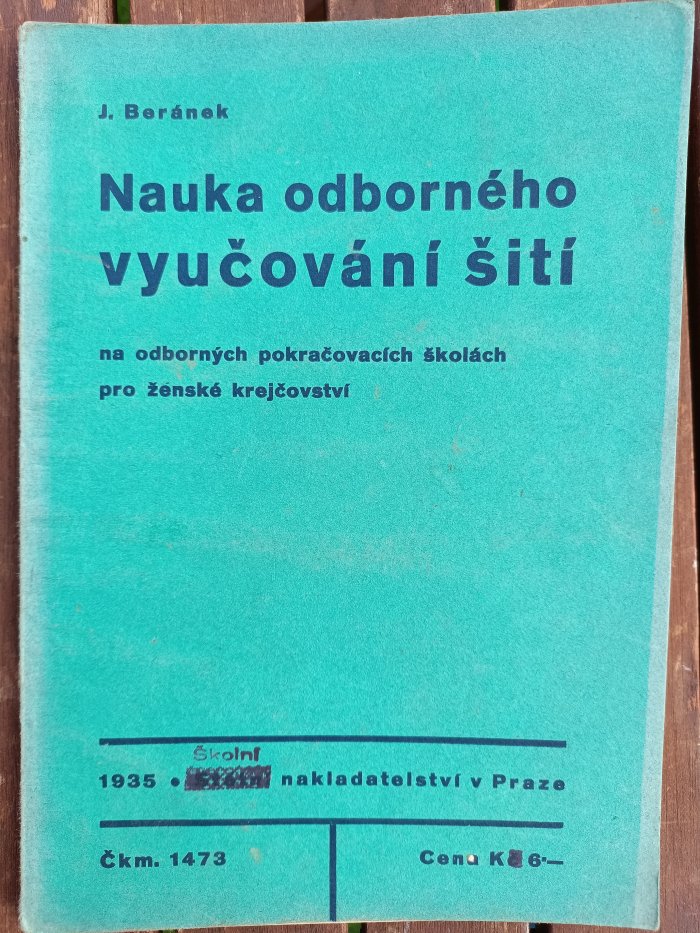 J. Beránek
Nauka odborného
vyučování šití
na odborných pokračovacích školách
pro ženské krejčovství
Školní
1935 • nakladatelství v Praze
Čkm. 1473
Cena Kč 6·—